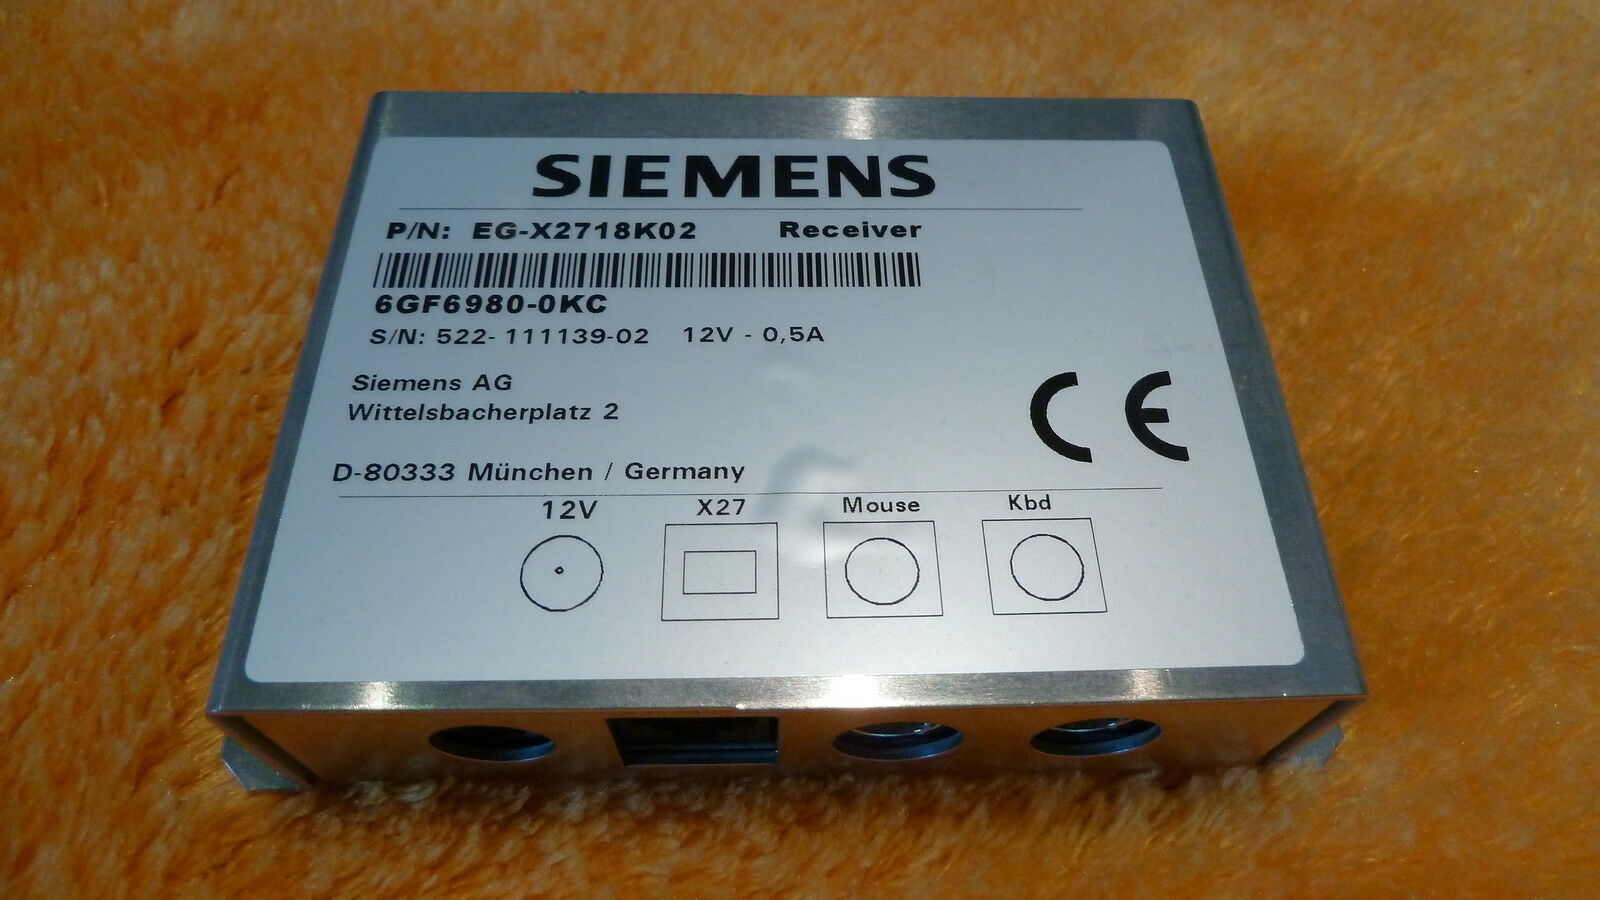 SIEMENS
P/N: EG-X2718K02 Receiver
6GF6980-0KC
S/N: 522- 111139-02 12V - 0,5A
Siemens AG
Wittelsbacherplatz 2
CE
D-80333 München / Germany
12V X27 Mouse Kbd